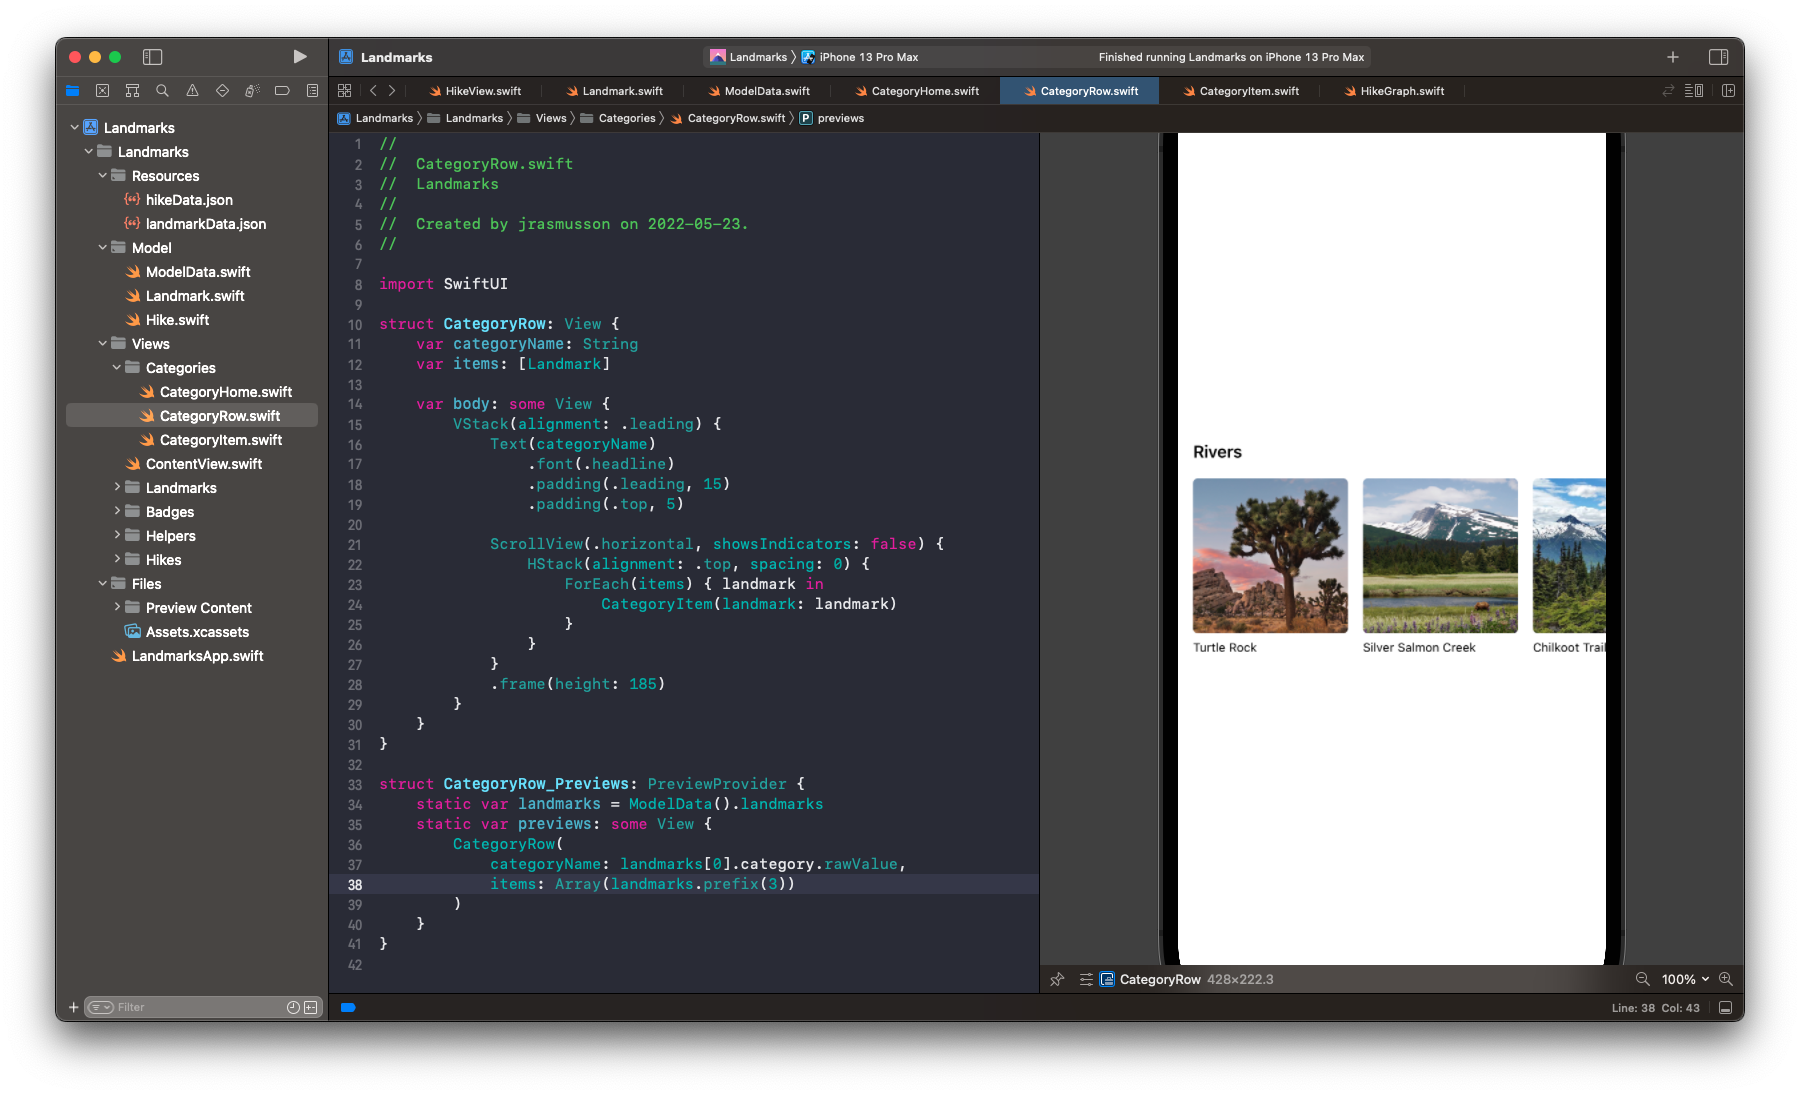 Landmarks
Landmarks
iPhone 13 Pro Max
Finished running Landmarks on iPhone 13 Pro Max
HikeView.swift
Landmark.swift
ModelData.swift
CategoryHome.swift
CategoryRow.swift
CategoryItem.swift
HikeGraph.swift
Landmarks
Landmarks
Views
Categories
CategoryRow.swift
P
previews
Landmarks
Landmarks
Resources
hikeData.json
landmarkData.json
Model
ModelData.swift
Landmark.swift
Hike.swift
Views
Categories
CategoryHome.swift
CategoryRow.swift
CategoryItem.swift
ContentView.swift
Landmarks
Badges
Helpers
Hikes
Files
Preview Content
Assets.xcassets
LandmarksApp.swift
Filter
1 //
2 //  CategoryRow.swift
3 //  Landmarks
4 //
5 //  Created by jrasmusson on 2022-05-23.
6 //
7
8 import SwiftUI
9
10 struct CategoryRow: View {
11     var categoryName: String
12     var items: [Landmark]
13
14     var body: some View {
15         VStack(alignment: .leading) {
16             Text(categoryName)
17                 .font(.headline)
18                 .padding(.leading, 15)
19                 .padding(.top, 5)
20
21             ScrollView(.horizontal, showsIndicators: false) {
22                 HStack(alignment: .top, spacing: 0) {
23                     ForEach(items) { landmark in
24                         CategoryItem(landmark: landmark)
25                     }
26                 }
27             }
28             .frame(height: 185)
29         }
30     }
31 }
32
33 struct CategoryRow_Previews: PreviewProvider {
34     static var landmarks = ModelData().landmarks
35     static var previews: some View {
36         CategoryRow(
37             categoryName: landmarks[0].category.rawValue,
38             items: Array(landmarks.prefix(3))
39         )
40     }
41 }
42
Rivers
Turtle Rock
Silver Salmon Creek
Chilkoot Trail
CategoryRow 428×222.3
100%
Line: 38 Col: 43